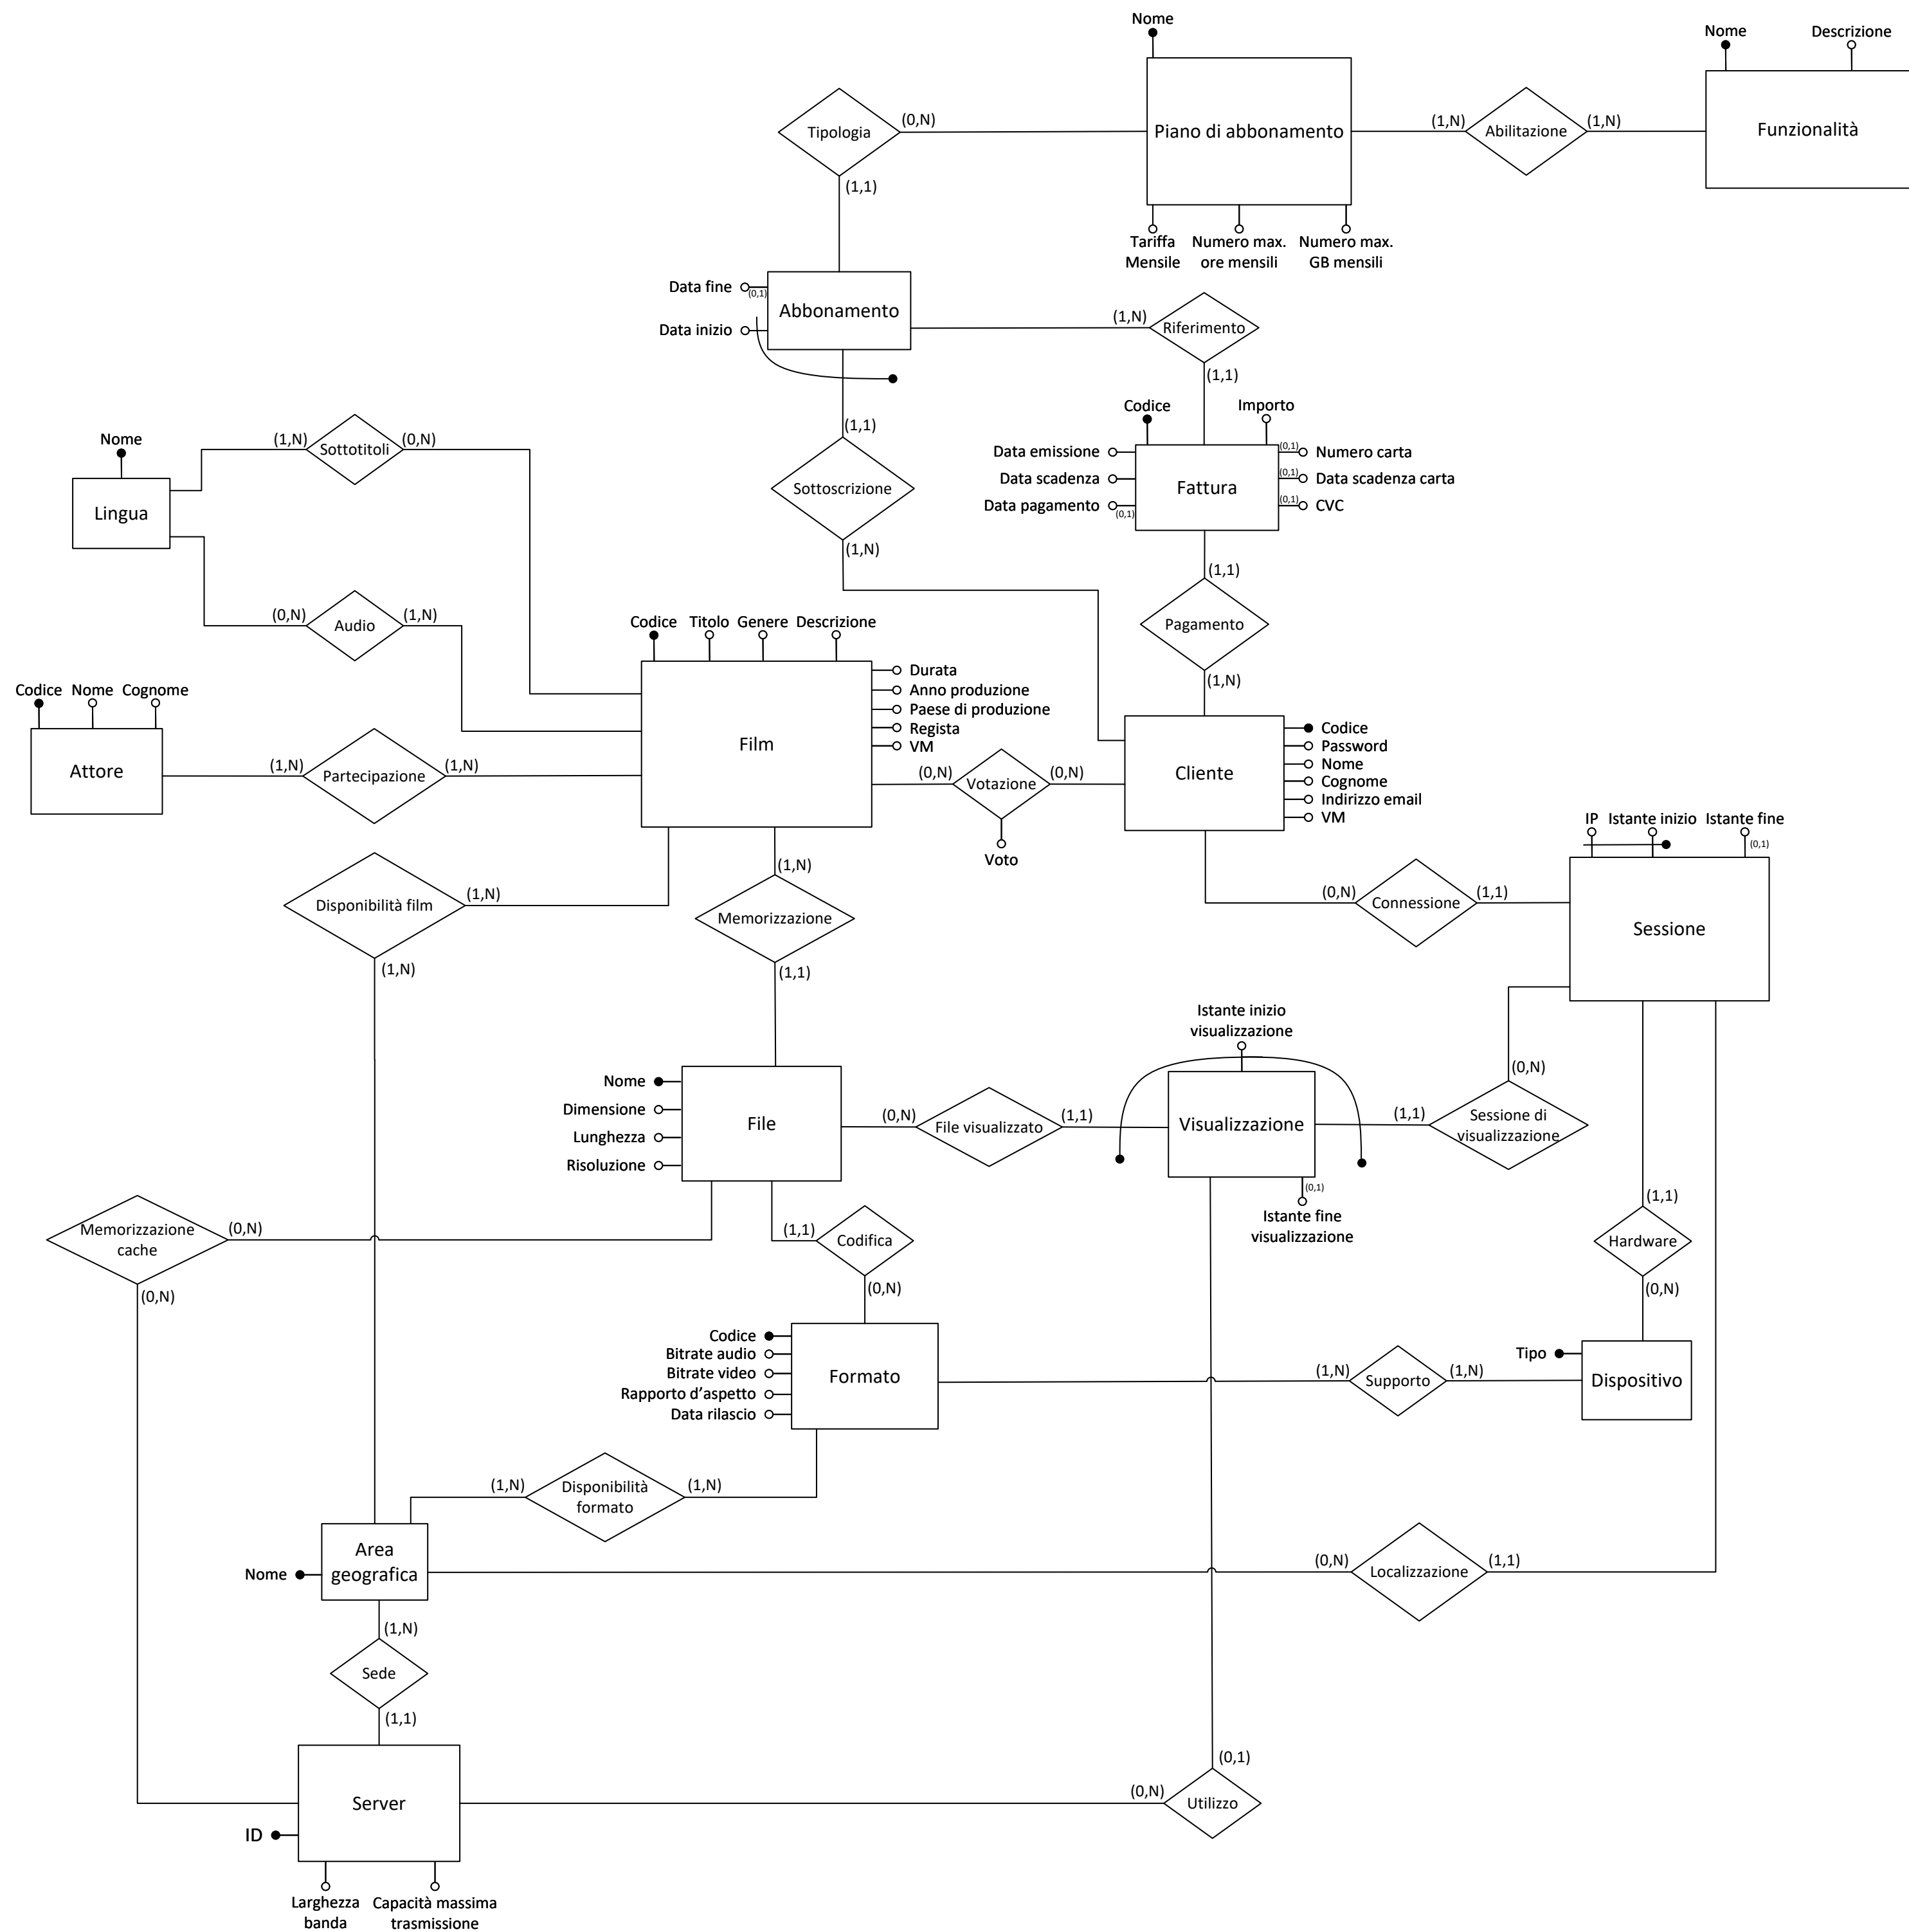 Nome
Nome
Descrizione
Tipologia
(0,N)
Piano di abbonamento
(1,N)
Abilitazione
(1,N)
Funzionalità
(1,1)
Tariffa
Mensile
Numero max.
ore mensili
Numero max.
GB mensili
Data fine
(0,1)
Abbonamento
Data inizio
(1,N)
Riferimento
(1,1)
Codice
Importo
(1,1)
Nome
(1,N)
Sottotitoli
(0,N)
Data emissione
(0,1)
Numero carta
Data scadenza
Fattura
(0,1)
Data scadenza carta
Data pagamento
(0,1)
(0,1)
CVC
Sottoscrizione
Lingua
(1,N)
(1,1)
(0,N)
Audio
(1,N)
Pagamento
Codice
Titolo
Genere
Descrizione
(1,N)
Durata
Anno produzione
Paese di produzione
Regista
VM
Film
Codice
Nome
Cognome
Attore
(1,N)
Partecipazione
(1,N)
(0,N)
Votazione
(0,N)
Voto
Cliente
Codice
Password
Nome
Cognome
Indirizzo email
VM
IP
Istante inizio
Istante fine
(0,1)
Disponibilità film
(1,N)
(1,N)
Memorizzazione
(0,N)
Connessione
(1,1)
Sessione
(1,N)
(1,1)
Istante inizio
visualizzazione
(0,N)
Nome
Dimensione
Lunghezza
Risoluzione
File
(0,N)
File visualizzato
(1,1)
Visualizzazione
(1,1)
Sessione di
visualizzazione
(0,1)
Istante fine
visualizzazione
(1,1)
Memorizzazione
cache
(0,N)
(1,1)
Codifica
Hardware
(0,N)
(0,N)
(0,N)
Codice
Bitrate audio
Bitrate video
Rapporto d’aspetto
Data rilascio
Formato
(1,N)
Supporto
(1,N)
Tipo
Dispositivo
(1,N)
Disponibilità
formato
(1,N)
Area
geografica
Nome
(0,N)
Localizzazione
(1,1)
(1,N)
Sede
(1,1)
(0,1)
Server
(0,N)
Utilizzo
ID
Larghezza
banda
Capacità massima
trasmissione